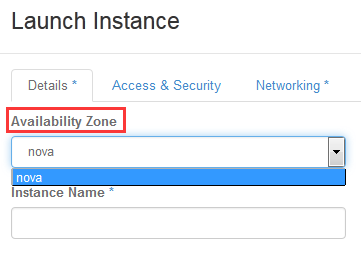 Launch Instance
Details * Access & Security Networking *
Availability Zone
nova
nova
Instance Name *